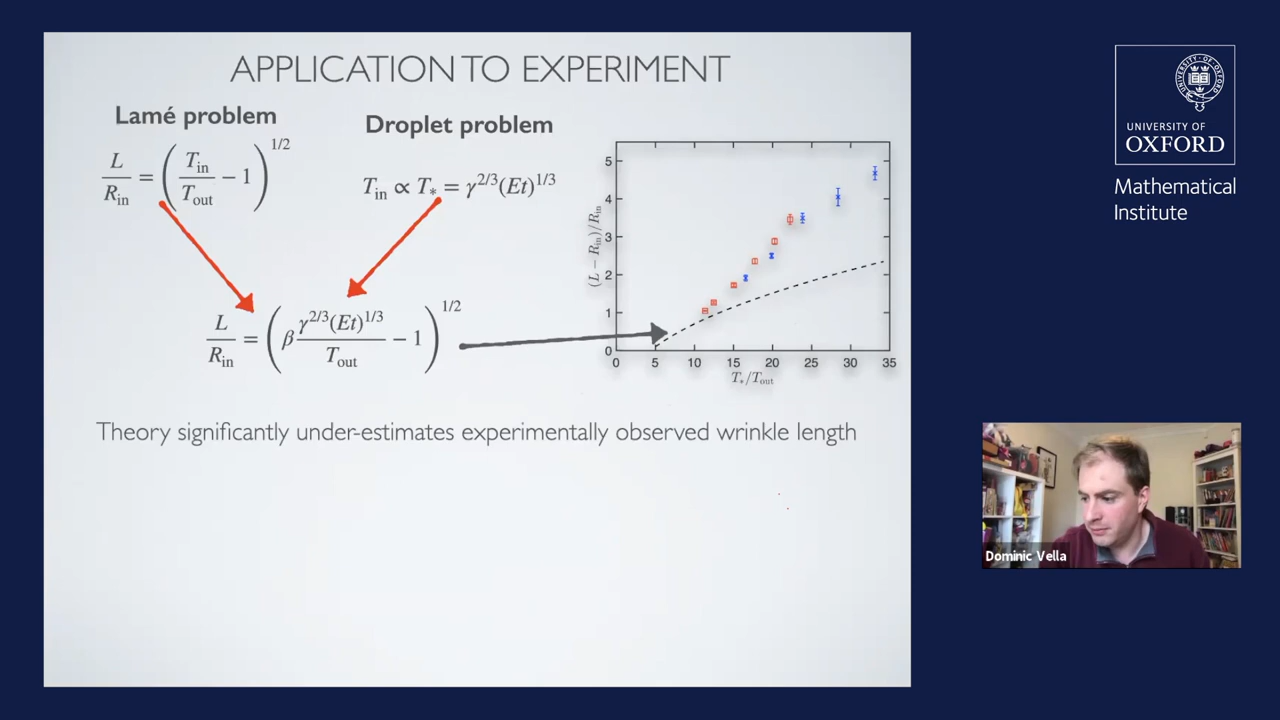 APPLICATION TO EXPERIMENT
Lamé problem
L/R_in = (T_in/T_out − 1)^{1/2}
Droplet problem
T_in ∝ T_* = γ^{2/3}(Et)^{1/3}
L/R_in = (β γ^{2/3}(Et)^{1/3}/T_out − 1)^{1/2}
(L − R_in)/R_in
5
4
3
2
1
0
0 5 10 15 20 25 30 35
T_*/T_out
Theory significantly under-estimates experimentally observed wrinkle length
UNIVERSITY OF
OXFORD
Mathematical
Institute
Dominic Vella